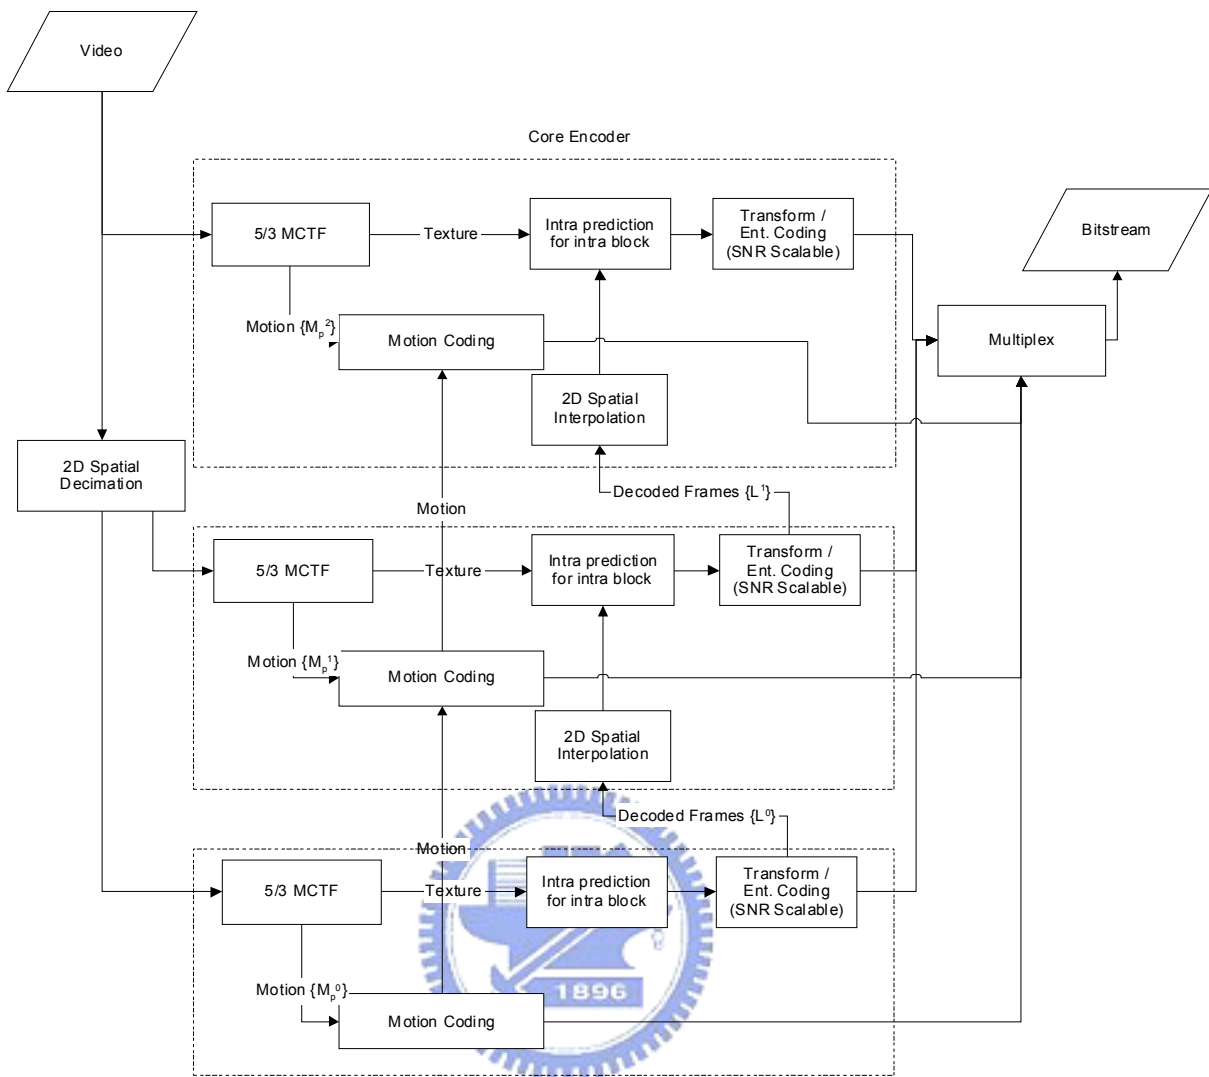 Video
Core Encoder
5/3 MCTF
Texture
Intra prediction
for intra block
Transform /
Ent. Coding
(SNR Scalable)
Bitstream
Motion {Mp2}
Motion Coding
Multiplex
2D Spatial
Interpolation
2D Spatial
Decimation
Decoded Frames {L1}
Motion
5/3 MCTF
Texture
Intra prediction
for intra block
Transform /
Ent. Coding
(SNR Scalable)
Motion {Mp1}
Motion Coding
2D Spatial
Interpolation
Decoded Frames {L0}
Motion
5/3 MCTF
Texture
Intra prediction
for intra block
Transform /
Ent. Coding
(SNR Scalable)
Motion {Mp0}
Motion Coding
1896